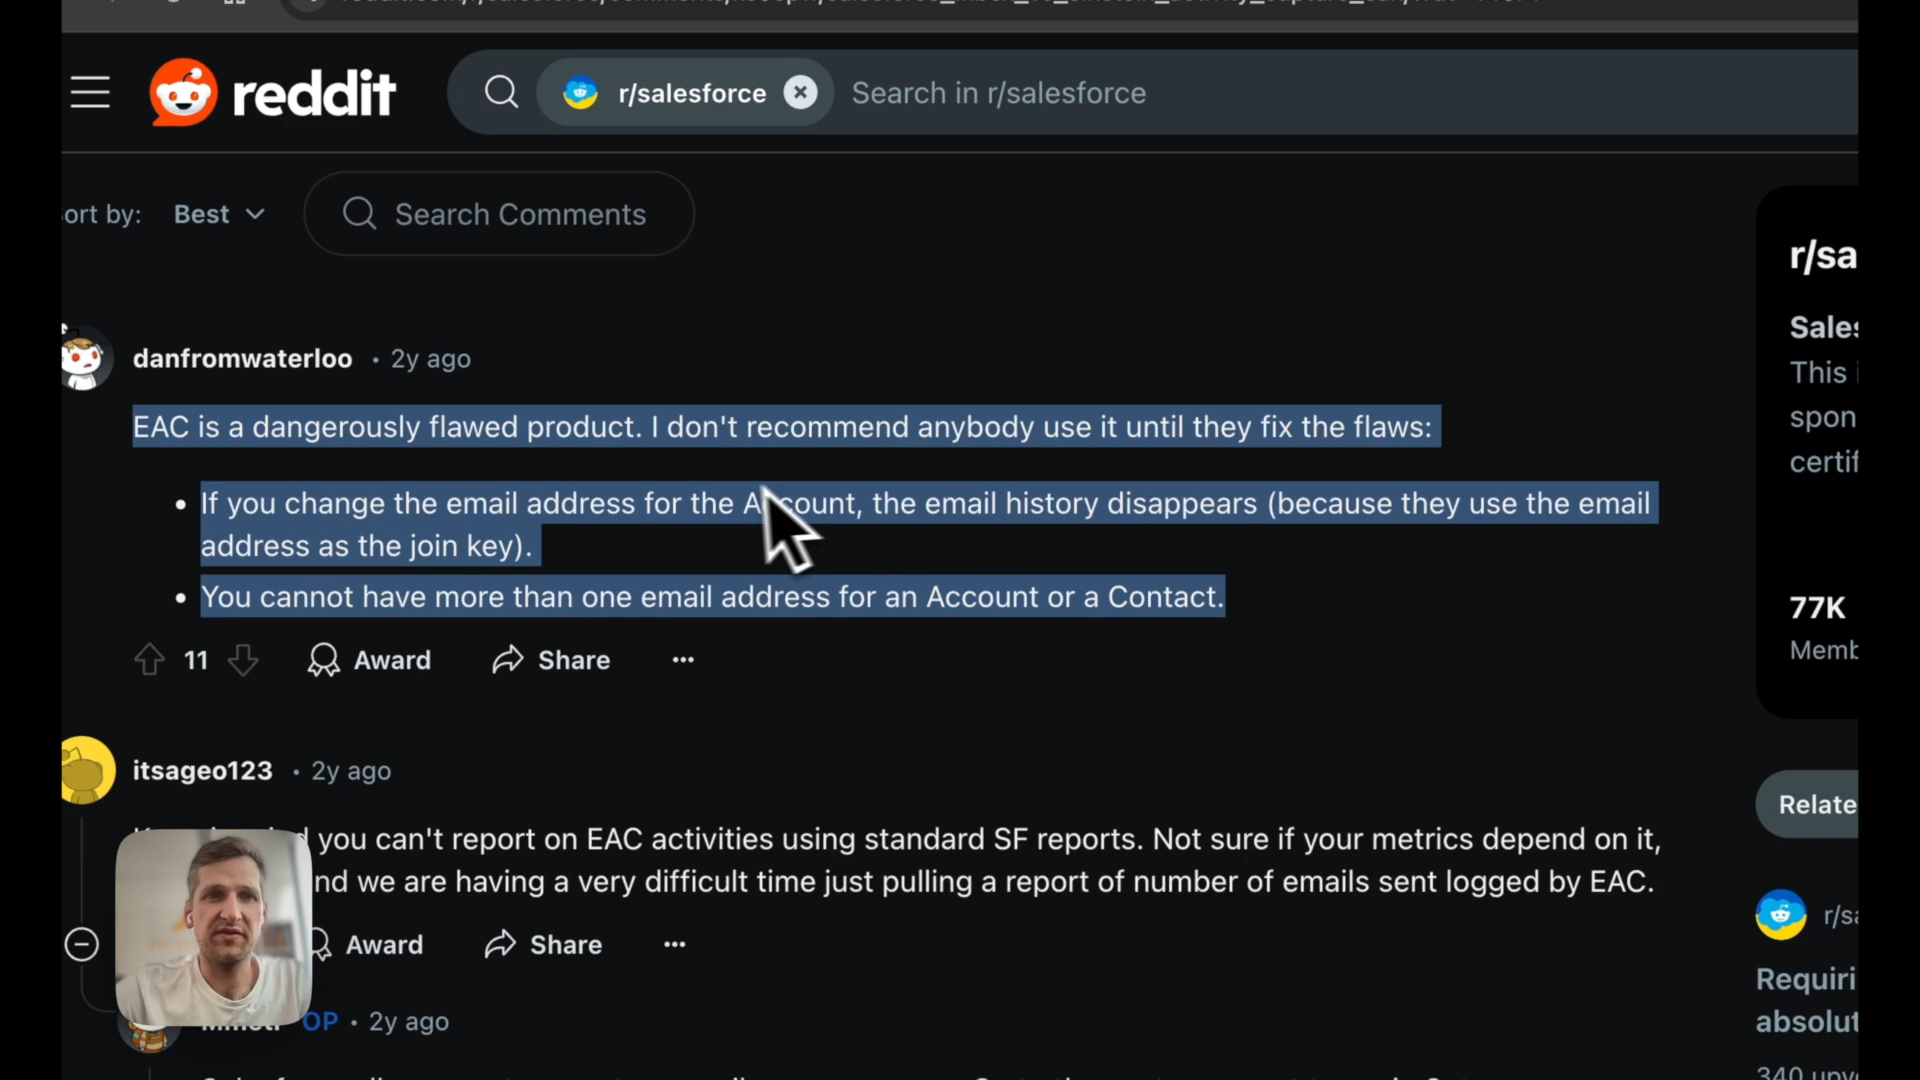 reddit
r/salesforce
Search in r/salesforce
ort by:
Best
Search Comments
danfromwaterloo • 2y ago
EAC is a dangerously flawed product. I don't recommend anybody use it until they fix the flaws:
• If you change the email address for the Account, the email history disappears (because they use the email
address as the join key).
• You cannot have more than one email address for an Account or a Contact.
11
Award
Share
itsageo123 • 2y ago
you can't report on EAC activities using standard SF reports. Not sure if your metrics depend on it,
nd we are having a very difficult time just pulling a report of number of emails sent logged by EAC.
Award
Share
OP • 2y ago
r/sa
Sales
This
spon
certif
77K
Memb
Relate
r/sa
Requiri
absolut